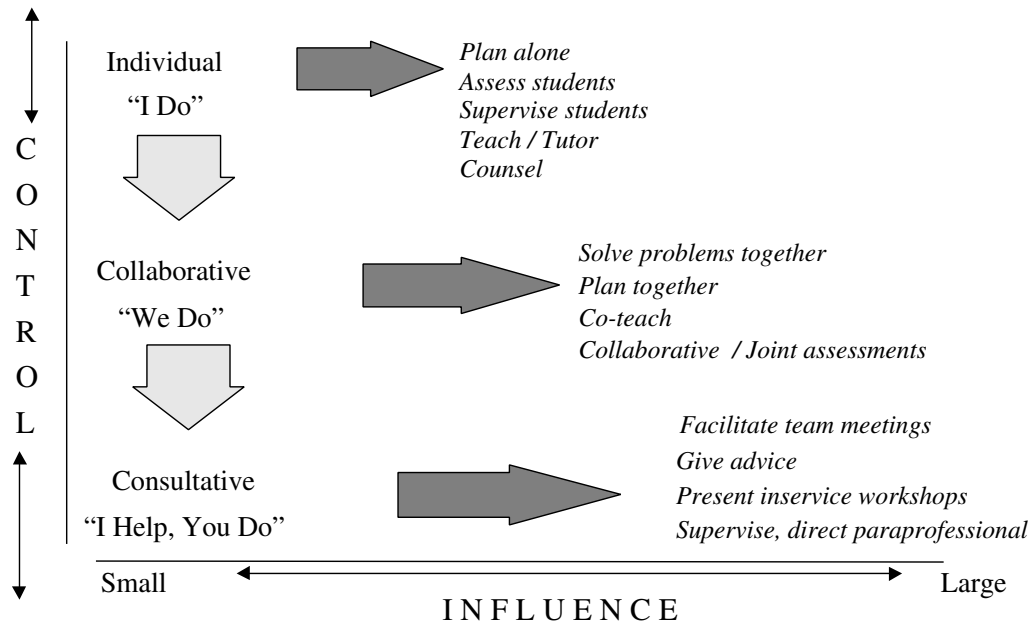 Individual
“I Do”
Plan alone
Assess students
Supervise students
Teach / Tutor
Counsel
CONTROL
Collaborative
“We Do”
Solve problems together
Plan together
Co-teach
Collaborative / Joint assessments
Consultative
“I Help, You Do”
Facilitate team meetings
Give advice
Present inservice workshops
Supervise, direct paraprofessional
Small
Large
INFLUENCE